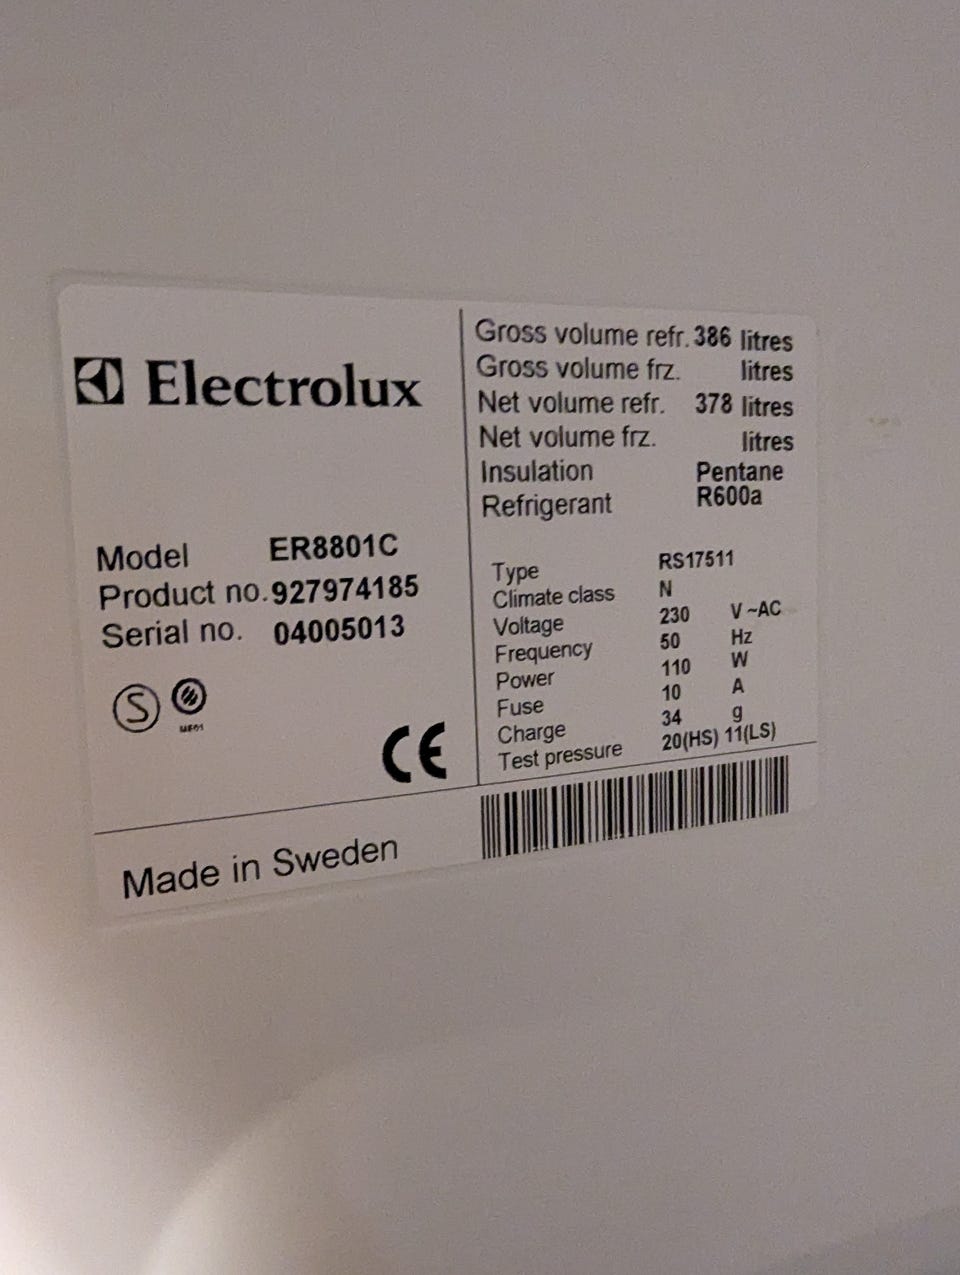 Electrolux
Model ER8801C
Product no. 927974185
Serial no. 04005013
S
CE
Made in Sweden
Gross volume refr. 386 litres
Gross volume frz. litres
Net volume refr. 378 litres
Net volume frz. litres
Insulation Pentane
Refrigerant R600a
Type RS17511
Climate class N
Voltage 230 V ~AC
Frequency 50 Hz
Power 110 W
Fuse 10 A
Charge 34 g
Test pressure 20(HS) 11(LS)